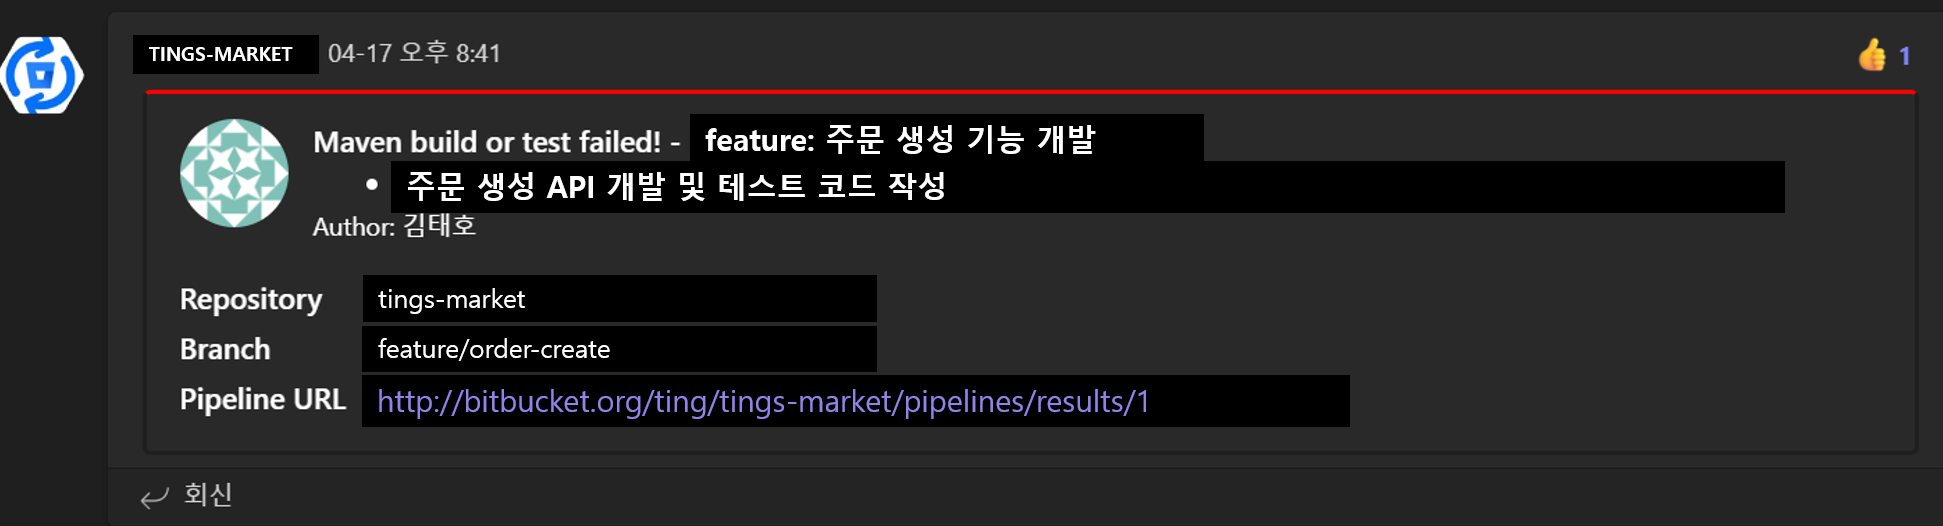 TINGS-MARKET 04-17 오후 8:41 👍 1
Maven build or test failed! - feature: 주문 생성 기능 개발
• 주문 생성 API 개발 및 테스트 코드 작성
Author: 김태호
Repository tings-market
Branch feature/order-create
Pipeline URL http://bitbucket.org/ting/tings-market/pipelines/results/1
회신